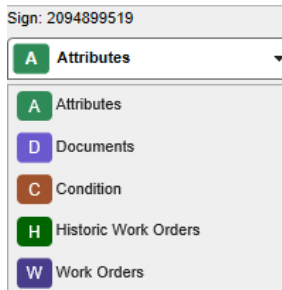 Sign: 2094899519
A Attributes
A Attributes
D Documents
C Condition
H Historic Work Orders
W Work Orders